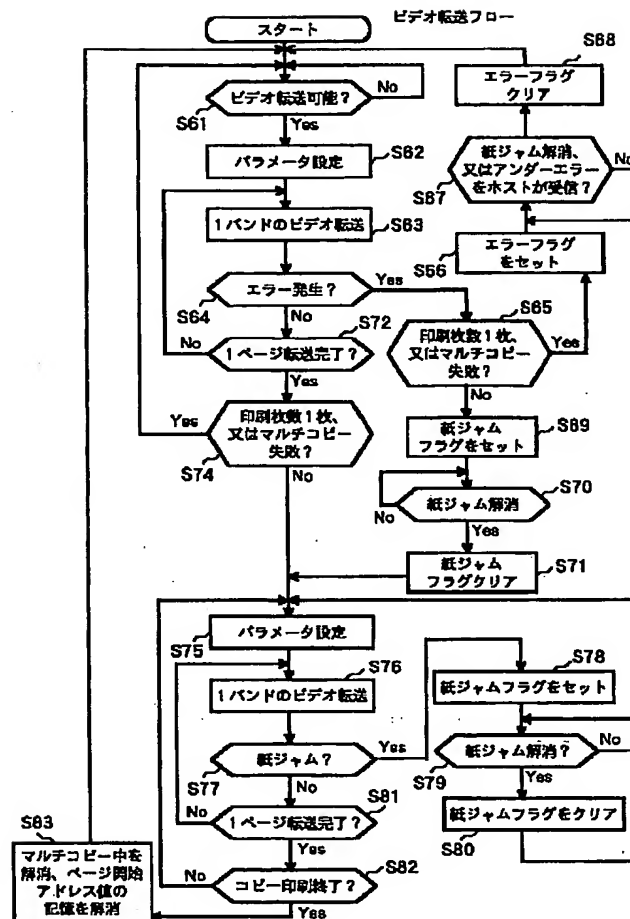 ビデオ転送フロー
スタート
S61
ビデオ転送可能?
No
Yes
S62
パラメータ設定
S63
1バンドのビデオ転送
S64
エラー発生?
Yes
No
S72
1ページ転送完了?
No
Yes
S74
印刷枚数1枚、
又はマルチコピー
失敗?
Yes
No
S68
エラーフラグ
クリア
S67
紙ジャム解消、
又はアンダーエラー
をホストが受信?
No
S66
エラーフラグ
をセット
S65
印刷枚数1枚、
又はマルチコピー
失敗?
Yes
No
S69
紙ジャム
フラグをセット
S70
紙ジャム解消
No
Yes
S71
紙ジャム
フラグクリア
S75
パラメータ設定
S76
1バンドのビデオ転送
S77
紙ジャム?
Yes
No
S78
紙ジャムフラグをセット
S79
紙ジャム解消?
No
Yes
S80
紙ジャムフラグをクリア
S81
1ページ転送完了?
No
Yes
S82
コピー印刷終了?
No
Yes
S83
マルチコピー中を
解消、ページ開始
アドレス値の
記憶を解消